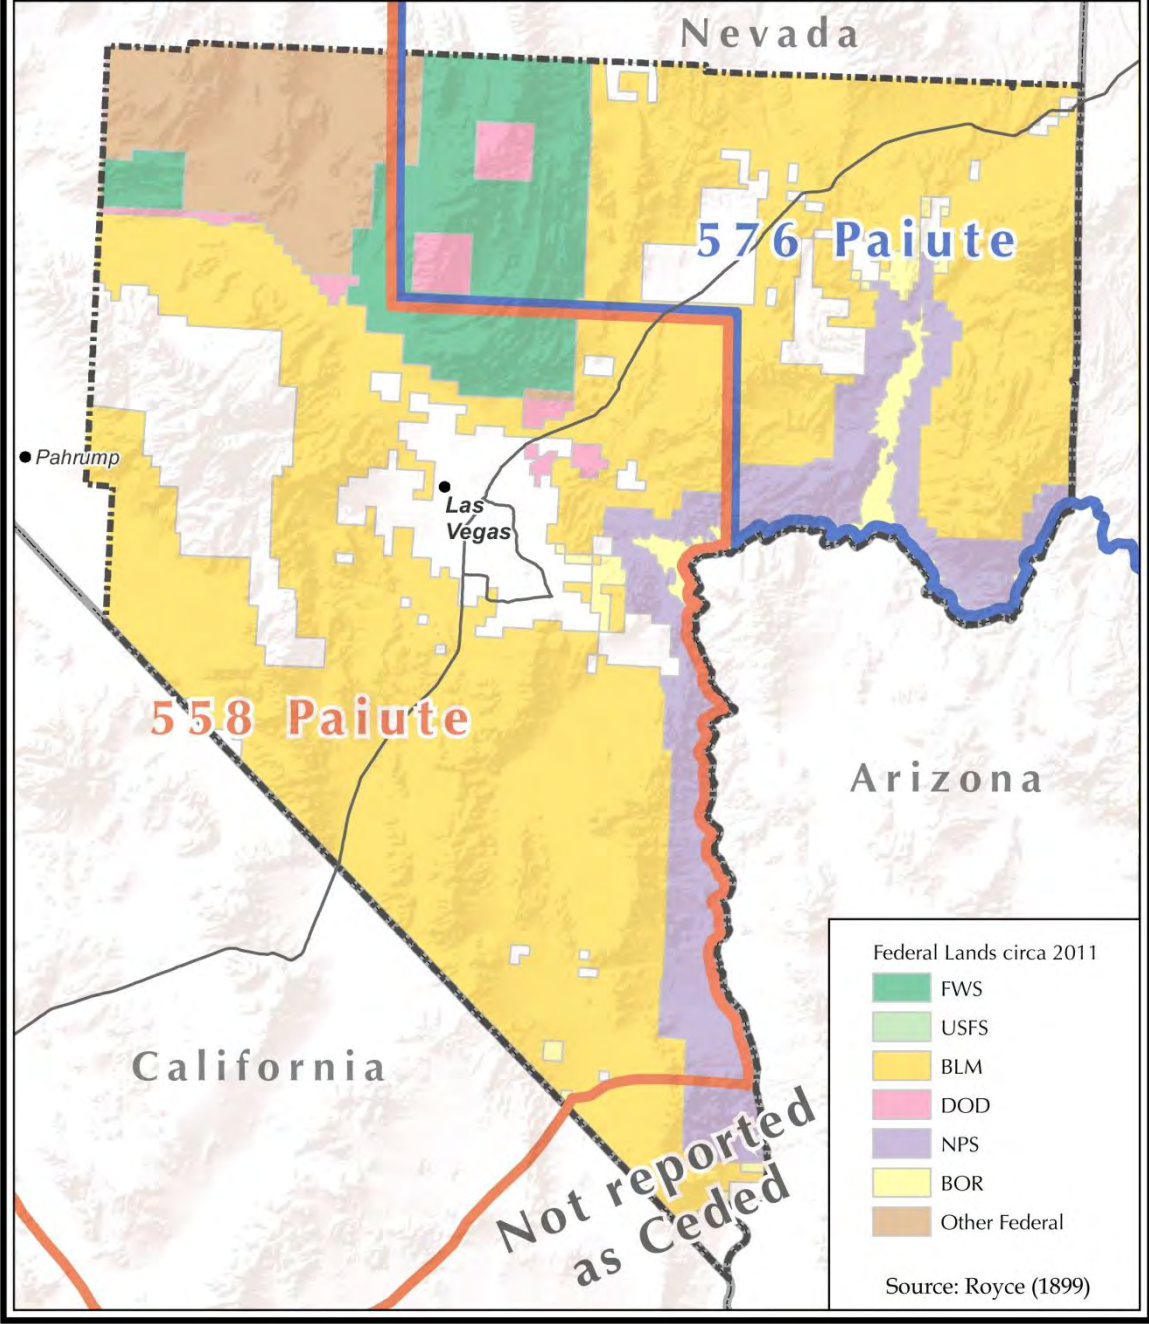 Nevada
576 Paiute
Pahrump
Las
Vegas
558 Paiute
Arizona
California
Not reported
as Ceded
Federal Lands circa 2011
FWS
USFS
BLM
DOD
NPS
BOR
Other Federal
Source: Royce (1899)